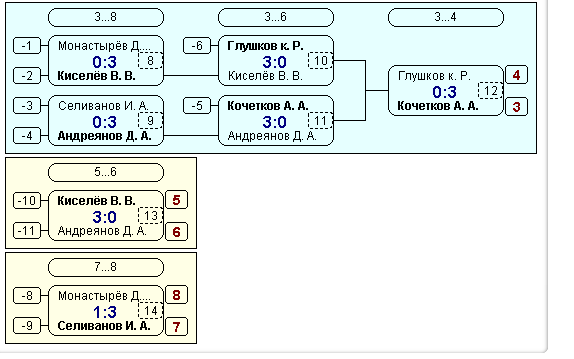 3...8 3...6 3...4
-1 Монастырёв Д.... -6 Глушков к. Р.
0:3 8 3:0 10
-2 Киселёв В. В. Киселёв В. В.
Глушков к. Р. 4
0:3 12
Кочетков А. А. 3
-3 Селиванов И. А. -5 Кочетков А. А.
0:3 9 3:0 11
-4 Андреянов Д. А. Андреянов Д. А.
5...6
-10 Киселёв В. В. 5
3:0 13
-11 Андреянов Д. А. 6
7...8
-8 Монастырёв Д.... 8
1:3 14
-9 Селиванов И. А. 7